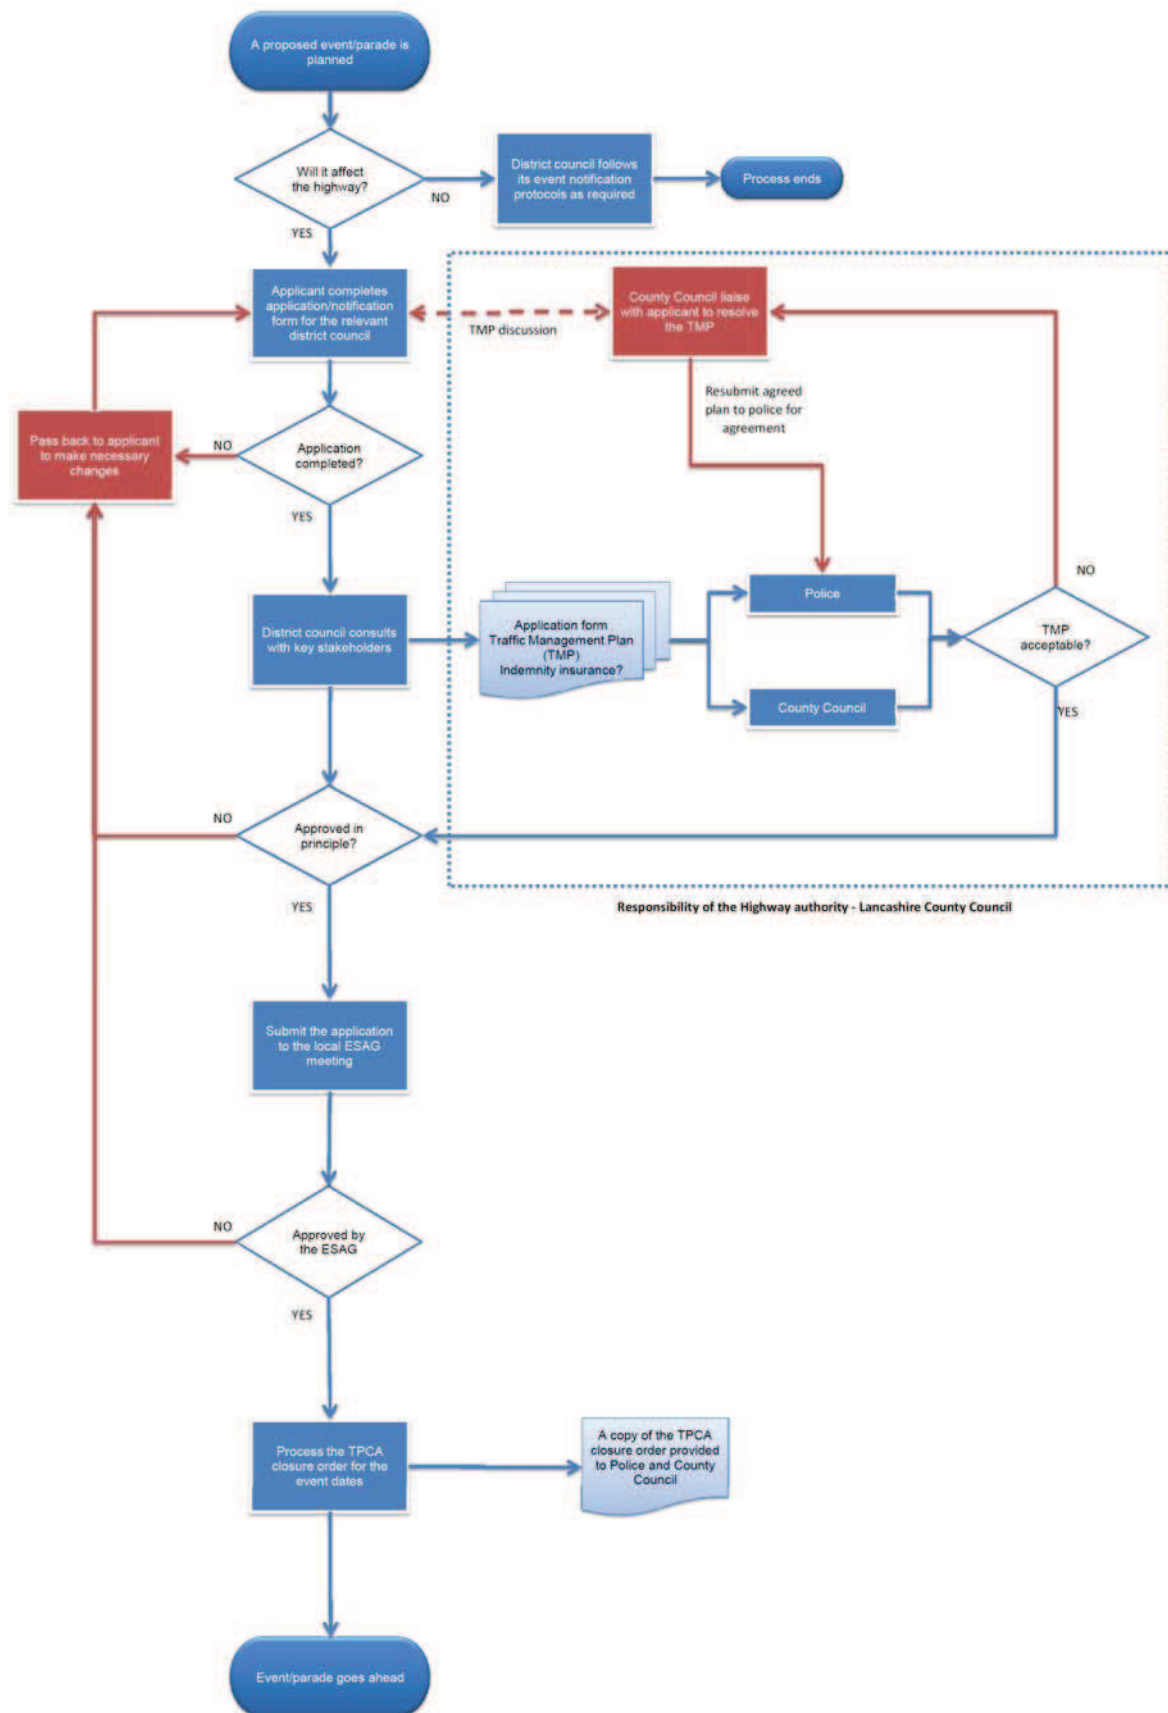 A proposed event/parade is
planned
Will it affect
the highway?
NO
District council follows
its event notification
protocols as required
Process ends
YES
Applicant completes
application/notification
form for the relevant
district council
TMP discussion
County Council liaise
with applicant to resolve
the TMP
Resubmit agreed
plan to police for
agreement
Pass back to applicant
to make necessary
changes
NO
Application
completed?
YES
District council consults
with key stakeholders
Application form
Traffic Management Plan
(TMP)
Indemnity insurance?
Police
County Council
NO
TMP
acceptable?
YES
NO
Approved in
principle?
YES
Responsibility of the Highway authority - Lancashire County Council
Submit the application
to the local ESAG
meeting
NO
Approved by
the ESAG
YES
Process the TPCA
closure order for the
event dates
A copy of the TPCA
closure order provided
to Police and County
Council
Event/parade goes ahead